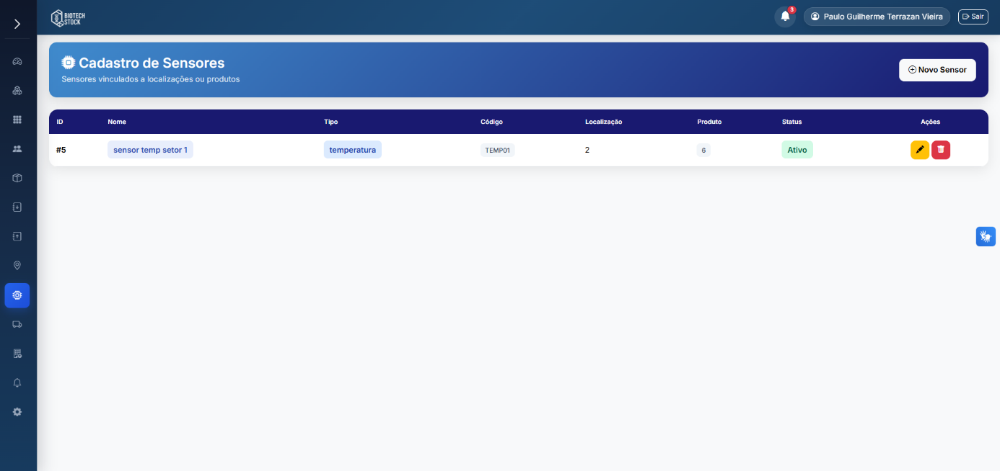 BIOTECH
STOCK
3
Paulo Guilherme Terrazan Vieira
Sair
Cadastro de Sensores
Sensores vinculados a localizações ou produtos
Novo Sensor
ID Nome Tipo Código Localização Produto Status Ações
#5 sensor temp setor 1 temperatura TEMP01 2 6 Ativo